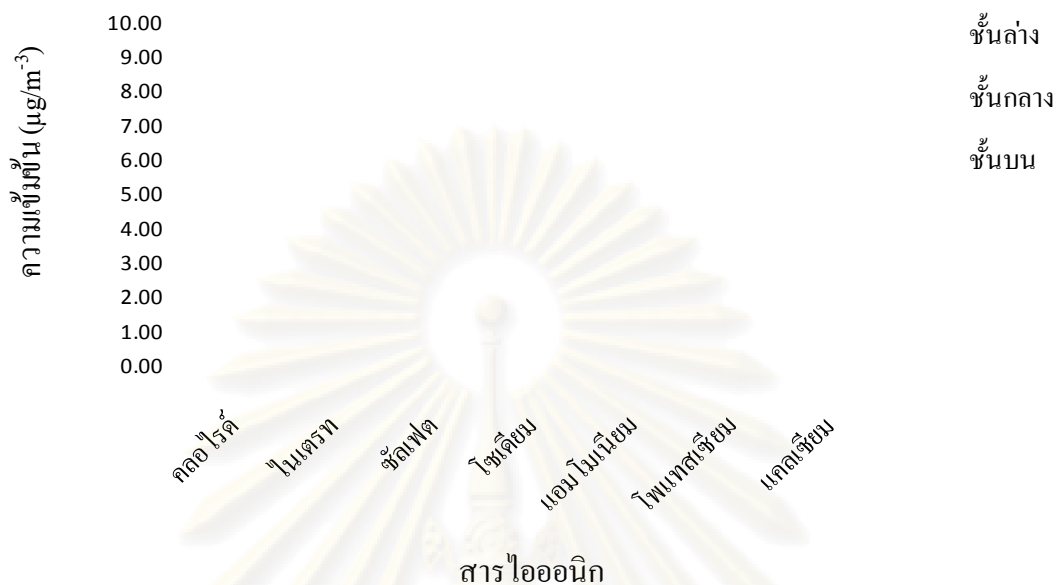 ความเข้มข้น (µg/m⁻³)
10.00
9.00
8.00
7.00
6.00
5.00
4.00
3.00
2.00
1.00
0.00
คลอไรด์
ไนเตรท
ซัลเฟต
โซเดียม
แอมโมเนียม
โพแทสเซียม
แคลเซียม
สารไอออนิก
ชั้นล่าง
ชั้นกลาง
ชั้นบน